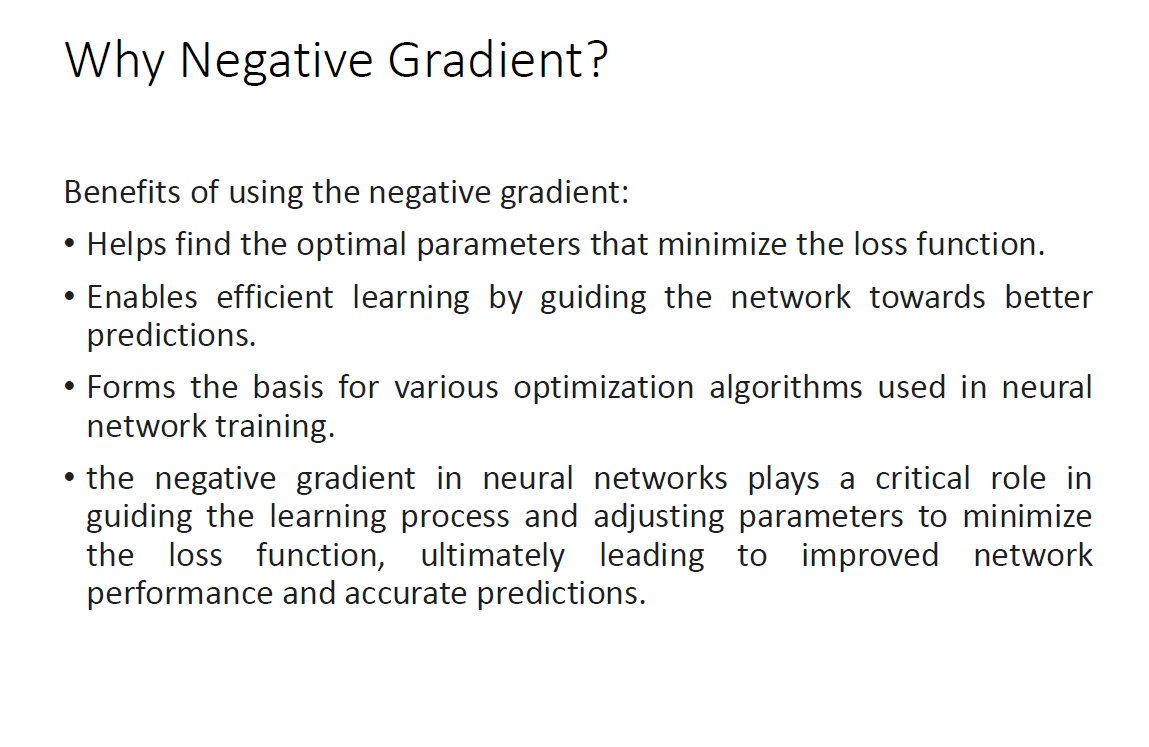 Why Negative Gradient?
Benefits of using the negative gradient:
• Helps find the optimal parameters that minimize the loss function.
• Enables efficient learning by guiding the network towards better
predictions.
• Forms the basis for various optimization algorithms used in neural
network training.
• the negative gradient in neural networks plays a critical role in
guiding the learning process and adjusting parameters to minimize
the loss function, ultimately leading to improved network
performance and accurate predictions.